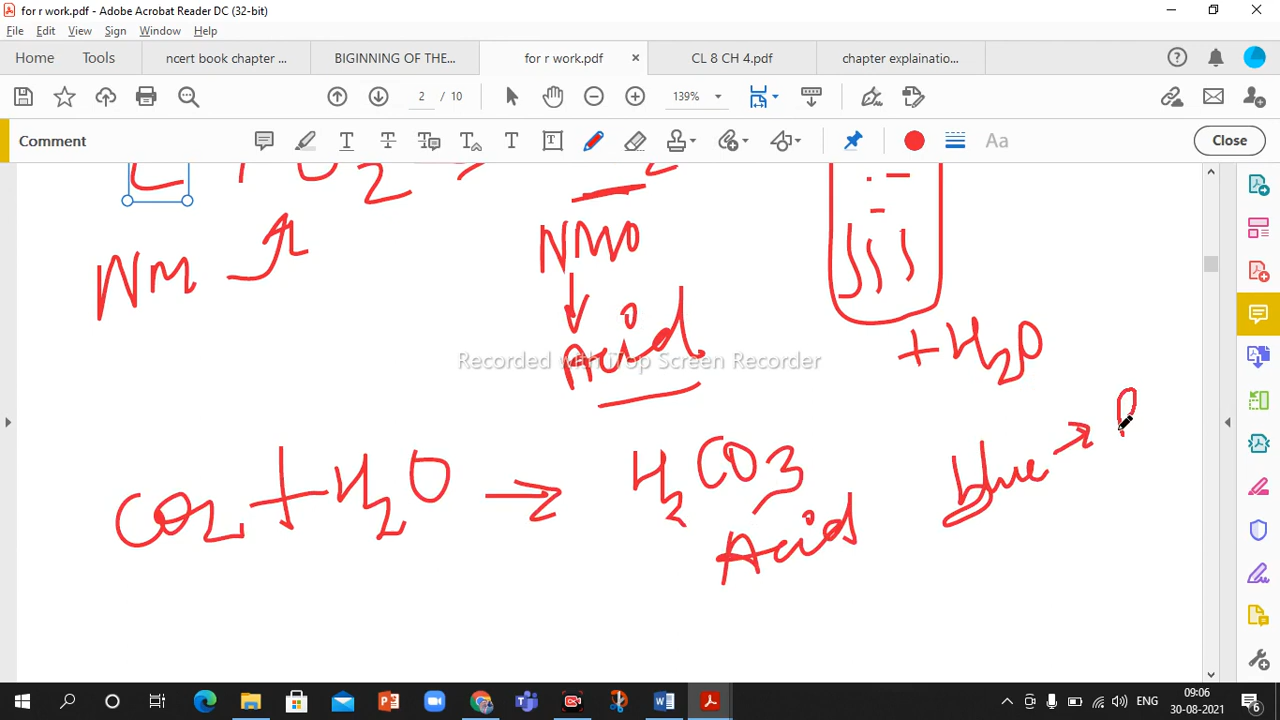 for r work.pdf - Adobe Acrobat Reader DC (32-bit)
File Edit View Sign Window Help
Home Tools ncert book chapter ... BIGINNING OF THE... for r work.pdf CL 8 CH 4.pdf chapter explainatio...
2 / 10 139%
Comment Aa Close
NM NMO
Acid
Recorded with iTop Screen Recorder
+ H2O
CO2 + H2O → H2CO3 blue →
Acid
ENG 09:06
30-08-2021 6